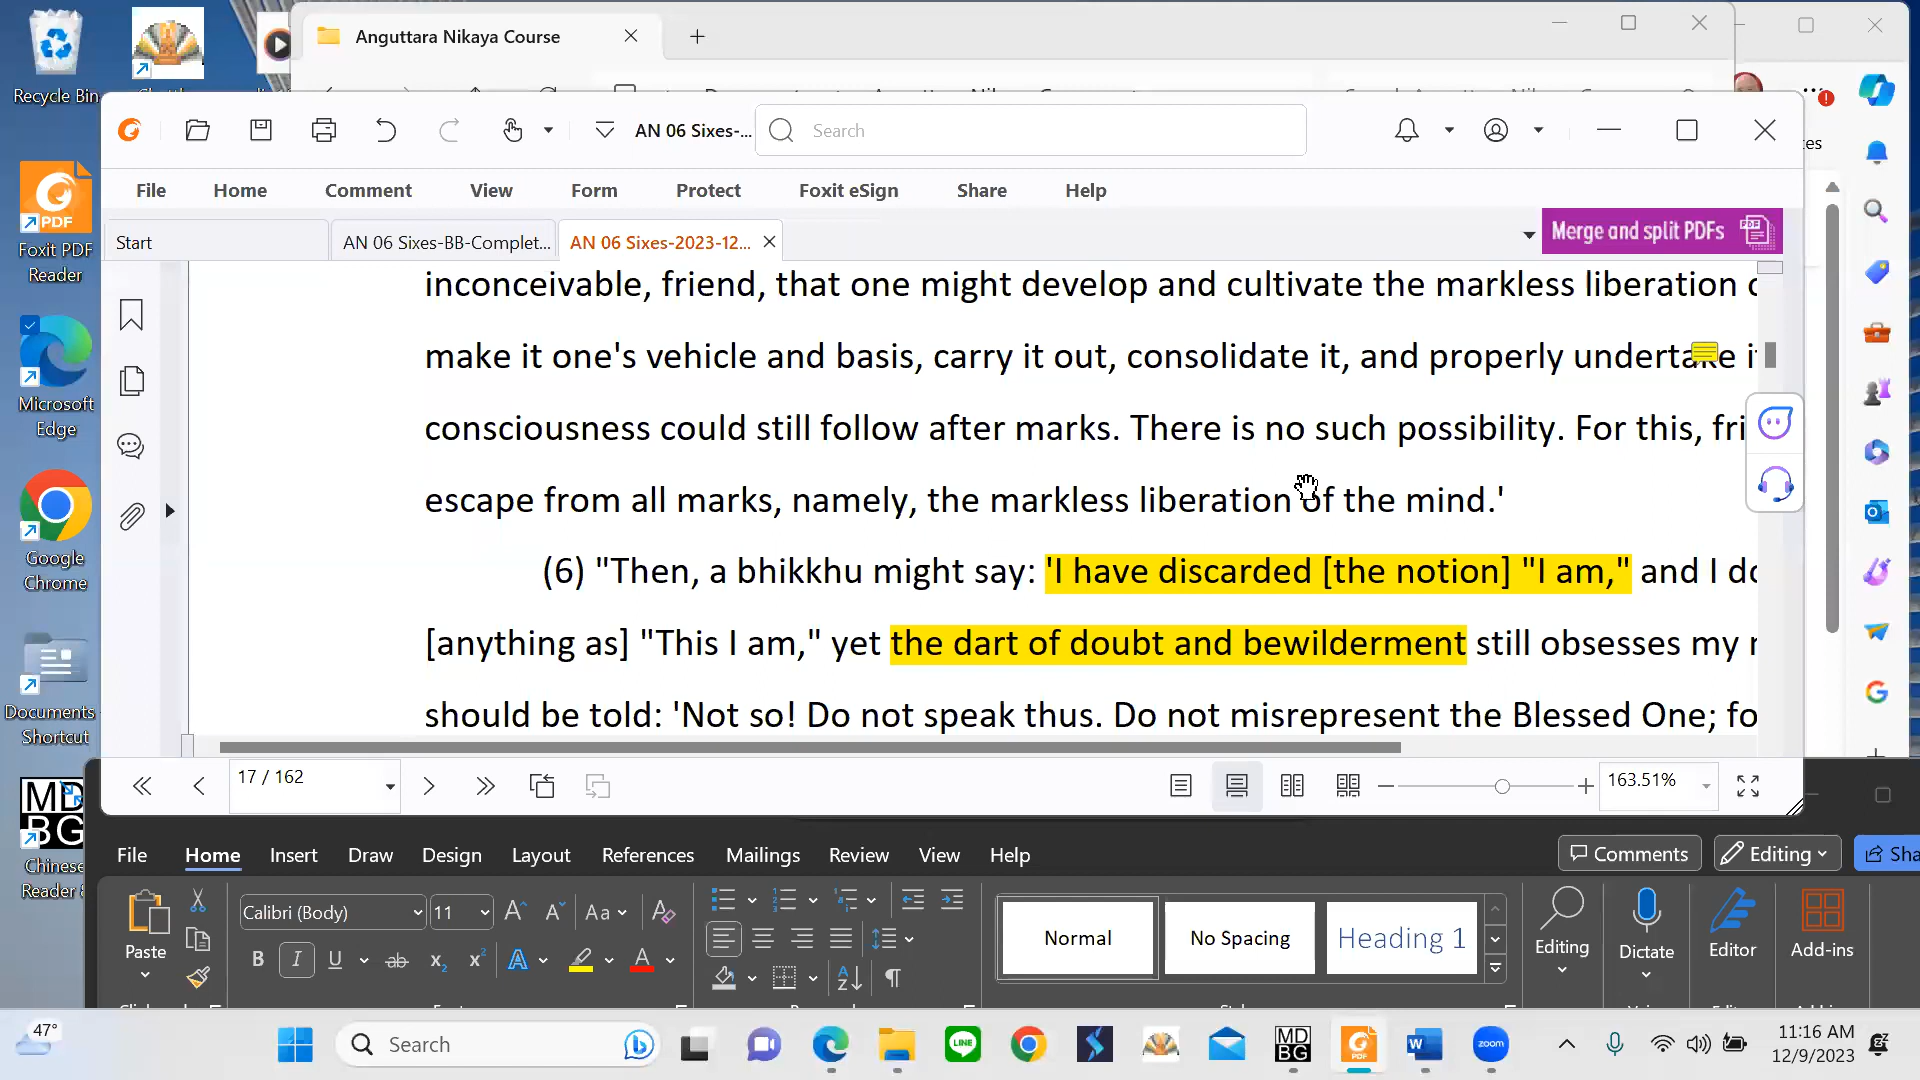 Anguttara Nikaya Course
Recycle Bin
AN 06 Sixes-...
Search
File Home Comment View Form Protect Foxit eSign Share Help
Start
AN 06 Sixes-BB-Complet...
AN 06 Sixes-2023-12...
Merge and split PDFs
Foxit PDF
Reader
Microsoft
Edge
Google
Chrome
Documents -
Shortcut
MD
BG
Chinese
Reader
inconceivable, friend, that one might develop and cultivate the markless liberation
make it one's vehicle and basis, carry it out, consolidate it, and properly undertake
consciousness could still follow after marks. There is no such possibility. For this,
escape from all marks, namely, the markless liberation of the mind.'
(6) "Then, a bhikkhu might say: 'I have discarded [the notion] "I am," and I
[anything as] "This I am," yet the dart of doubt and bewilderment still obsesses my
should be told: 'Not so! Do not speak thus. Do not misrepresent the Blessed One;
17 / 162
163.51%
File Home Insert Draw Design Layout References Mailings Review View Help
Comments
Editing
Calibri (Body)
11
Aa
Paste
B I U ab
Normal
No Spacing
Heading 1
Editing
Dictate
Editor
Add-ins
47°
Search
LINE
MD
BG
PDF
zoom
11:16 AM
12/9/2023